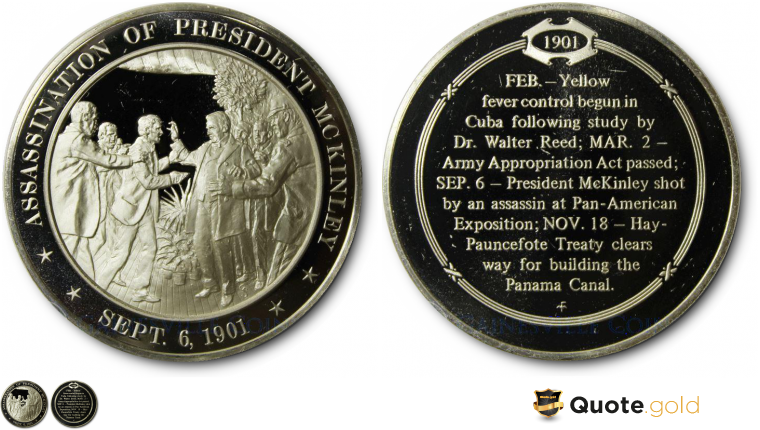 ASSASSINATION OF PRESIDENT MCKINLEY
SEPT. 6, 1901
1901
FEB. – Yellow
fever control begun in
Cuba following study by
Dr. Walter Reed; MAR. 2 –
Army Appropriation Act passed;
SEP. 6 – President McKinley shot
by an assassin at Pan-American
Exposition; NOV. 18 – Hay-
Pauncefote Treaty clears
way for building the
Panama Canal.
Quote.gold